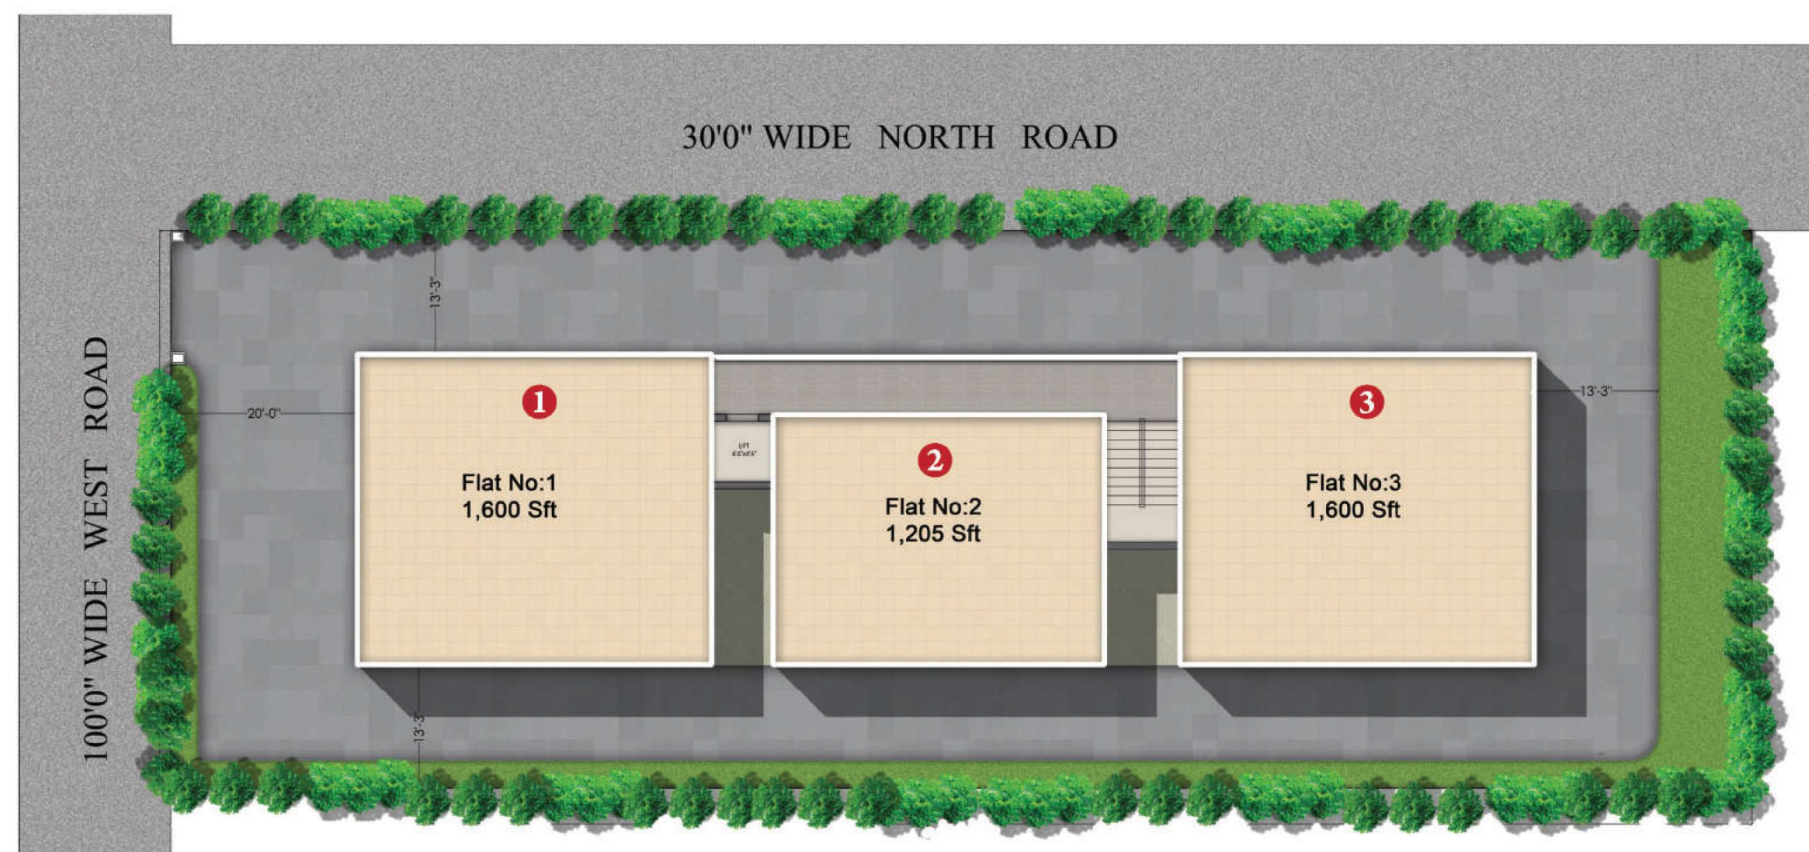 30'0" WIDE NORTH ROAD
100'0" WIDE WEST ROAD
13'-3"
20'-0"
1
Flat No:1
1,600 Sft
LIFT
2
Flat No:2
1,205 Sft
3
Flat No:3
1,600 Sft
13'-3"
13'-3"